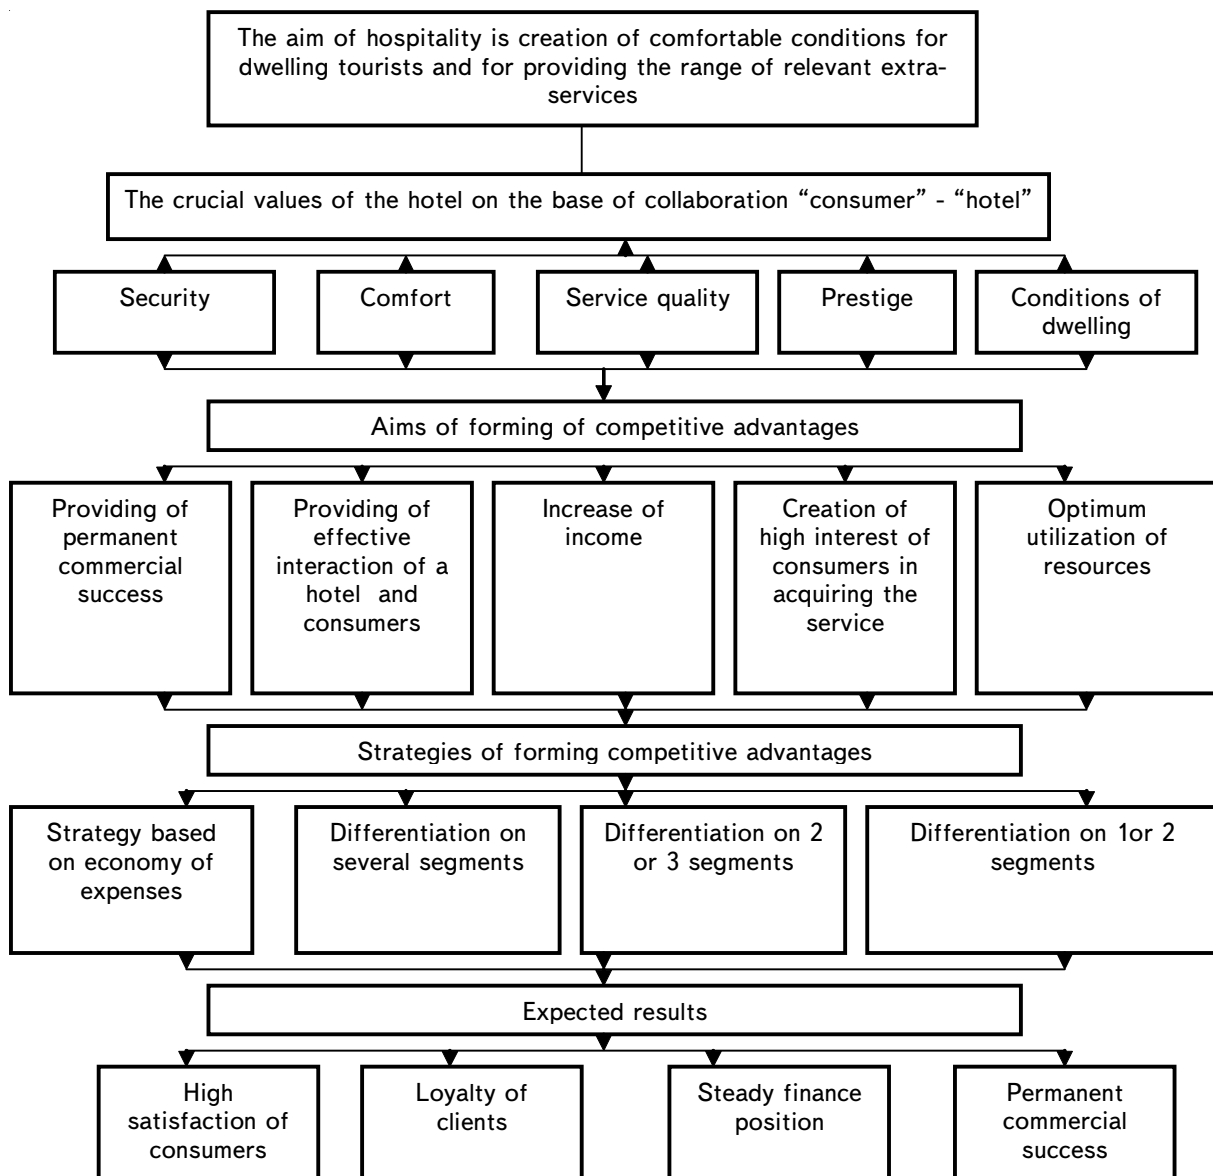 The aim of hospitality is creation of comfortable conditions for
dwelling tourists and for providing the range of relevant extra-
services
The crucial values of the hotel on the base of collaboration “consumer” - “hotel”
Security
Comfort
Service quality
Prestige
Conditions of
dwelling
Aims of forming of competitive advantages
Providing of
permanent
commercial
success
Providing of
effective
interaction of a
hotel and
consumers
Increase of
income
Creation of
high interest of
consumers in
acquiring the
service
Optimum
utilization of
resources
Strategies of forming competitive advantages
Strategy based
on economy of
expenses
Differentiation on
several segments
Differentiation on 2
or 3 segments
Differentiation on 1or 2
segments
Expected results
High
satisfaction of
consumers
Loyalty of
clients
Steady finance
position
Permanent
commercial
success